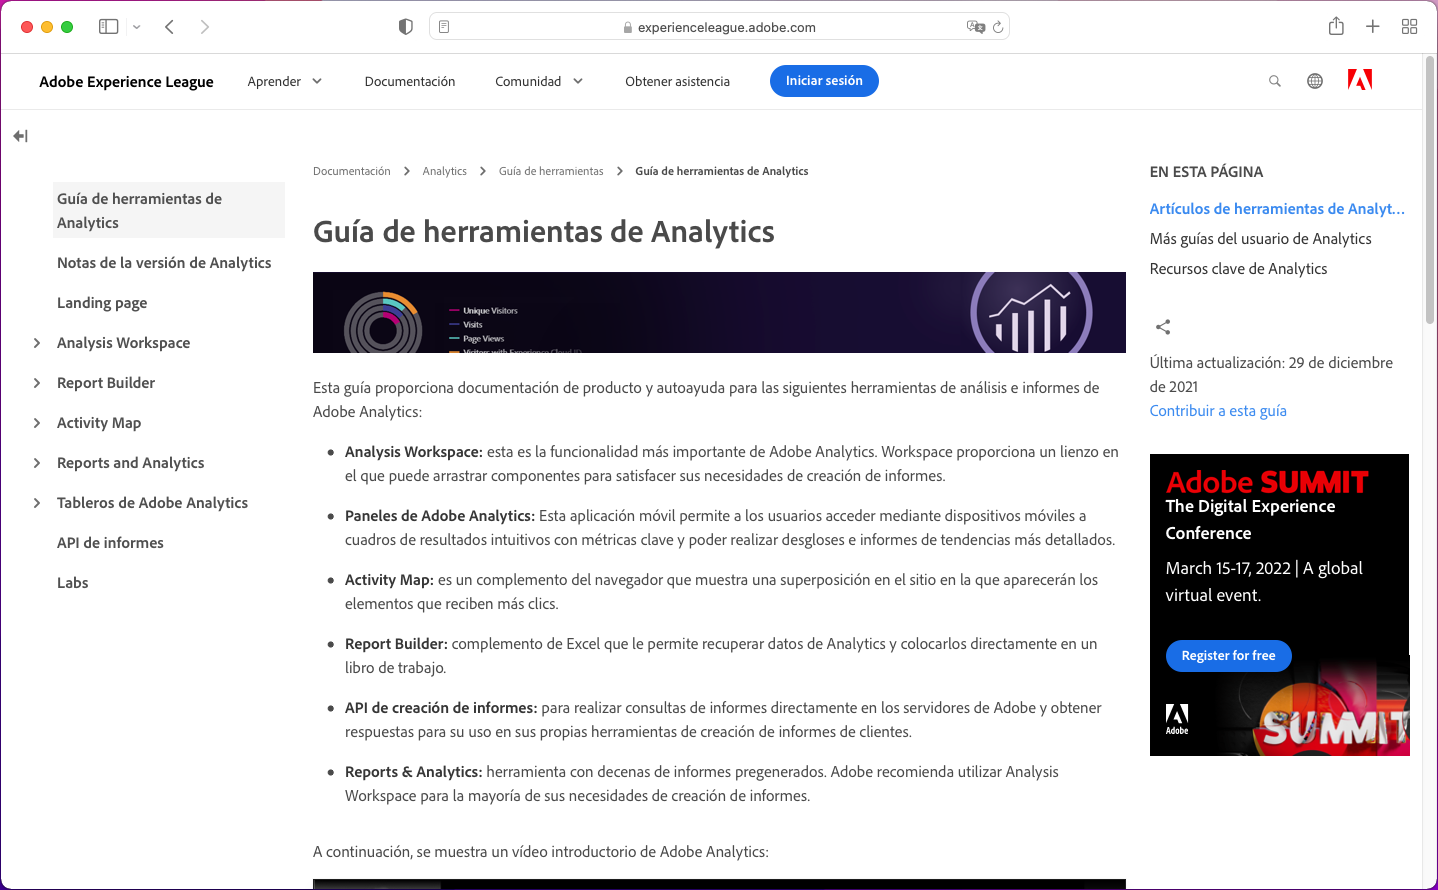 experienceleague.adobe.com
Adobe Experience League
Aprender
Documentación
Comunidad
Obtener asistencia
Iniciar sesión
Guía de herramientas de
Analytics
Notas de la versión de Analytics
Landing page
Analysis Workspace
Report Builder
Activity Map
Reports and Analytics
Tableros de Adobe Analytics
API de informes
Labs
Documentación
Analytics
Guía de herramientas
Guía de herramientas de Analytics
Guía de herramientas de Analytics
Unique Visitors
Visits
Page Views
Visitors with Experience Cloud ID
Esta guía proporciona documentación de producto y autoayuda para las siguientes herramientas de análisis e informes de
Adobe Analytics:
Analysis Workspace: esta es la funcionalidad más importante de Adobe Analytics. Workspace proporciona un lienzo en
el que puede arrastrar componentes para satisfacer sus necesidades de creación de informes.
Paneles de Adobe Analytics: Esta aplicación móvil permite a los usuarios acceder mediante dispositivos móviles a
cuadros de resultados intuitivos con métricas clave y poder realizar desgloses e informes de tendencias más detallados.
Activity Map: es un complemento del navegador que muestra una superposición en el sitio en la que aparecerán los
elementos que reciben más clics.
Report Builder: complemento de Excel que le permite recuperar datos de Analytics y colocarlos directamente en un
libro de trabajo.
API de creación de informes: para realizar consultas de informes directamente en los servidores de Adobe y obtener
respuestas para su uso en sus propias herramientas de creación de informes de clientes.
Reports & Analytics: herramienta con decenas de informes pregenerados. Adobe recomienda utilizar Analysis
Workspace para la mayoría de sus necesidades de creación de informes.
A continuación, se muestra un vídeo introductorio de Adobe Analytics:
EN ESTA PÁGINA
Artículos de herramientas de Analyt...
Más guías del usuario de Analytics
Recursos clave de Analytics
Última actualización: 29 de diciembre
de 2021
Contribuir a esta guía
Adobe SUMMIT
The Digital Experience
Conference
March 15-17, 2022 | A global
virtual event.
Register for free
Adobe
SUMMIT